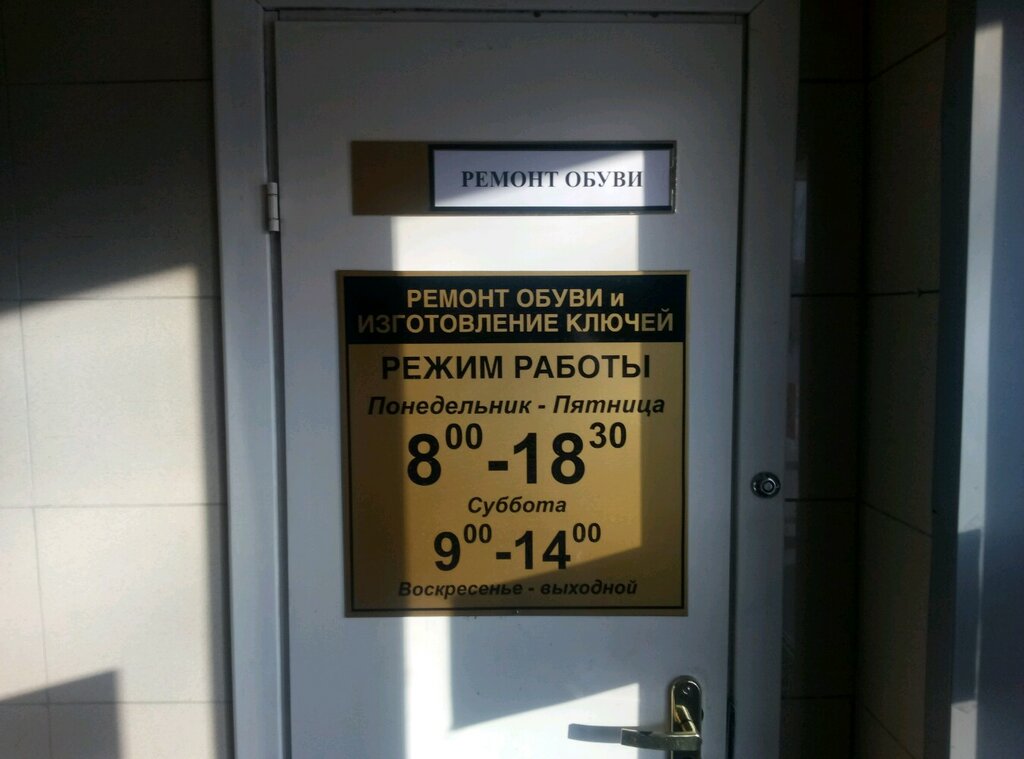 РЕМОНТ ОБУВИ
РЕМОНТ ОБУВИ и
ИЗГОТОВЛЕНИЕ КЛЮЧЕЙ
РЕЖИМ РАБОТЫ
Понедельник - Пятница
8⁰⁰-18³⁰
Суббота
9⁰⁰-14⁰⁰
Воскресенье - выходной